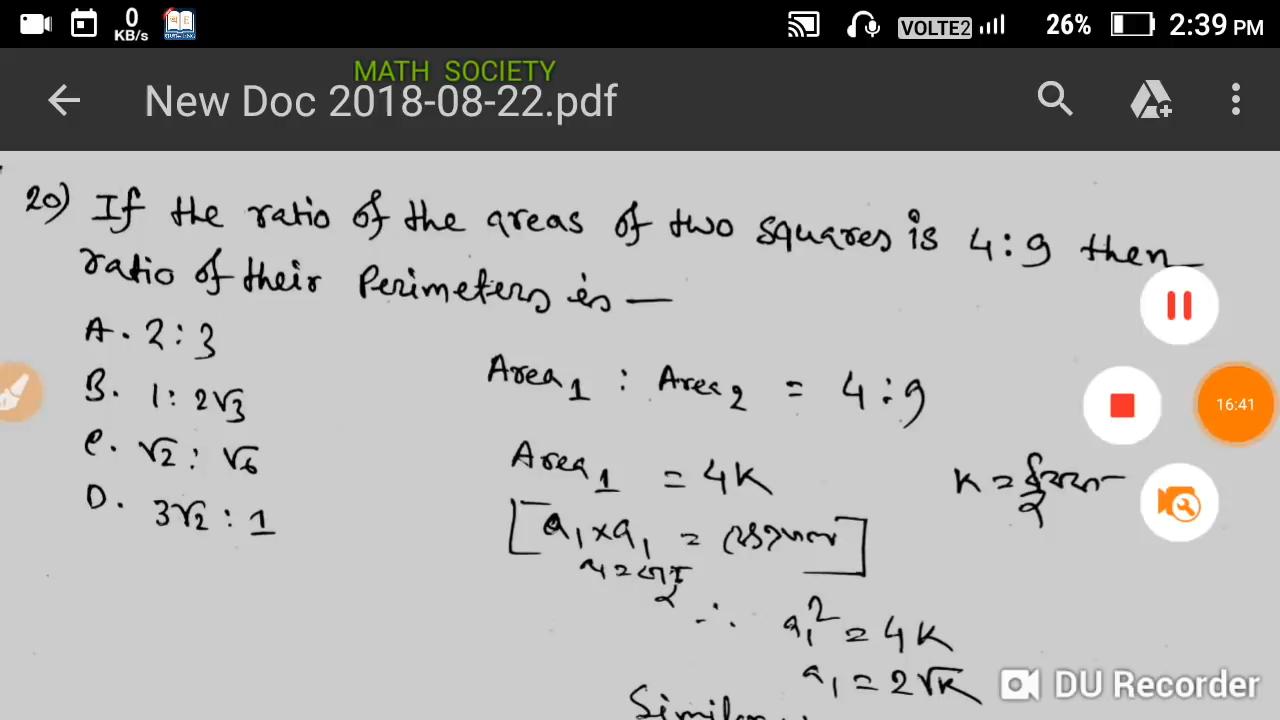 0
KB/s
VOLTE2
26%
2:39 PM
MATH SOCIETY
New Doc 2018-08-22.pdf
20) If the ratio of the areas of two squares is 4:9 then
ratio of their Perimeters is —
A. 2:3
B. 1:2√3
C. √2:√6
D. 3√2:1
Area₁ : Area₂ = 4:9
Area₁ = 4K
K =
[a₁×a₁ =
∴ a₁² = 4K
a₁ = 2√K
16:41
DU Recorder